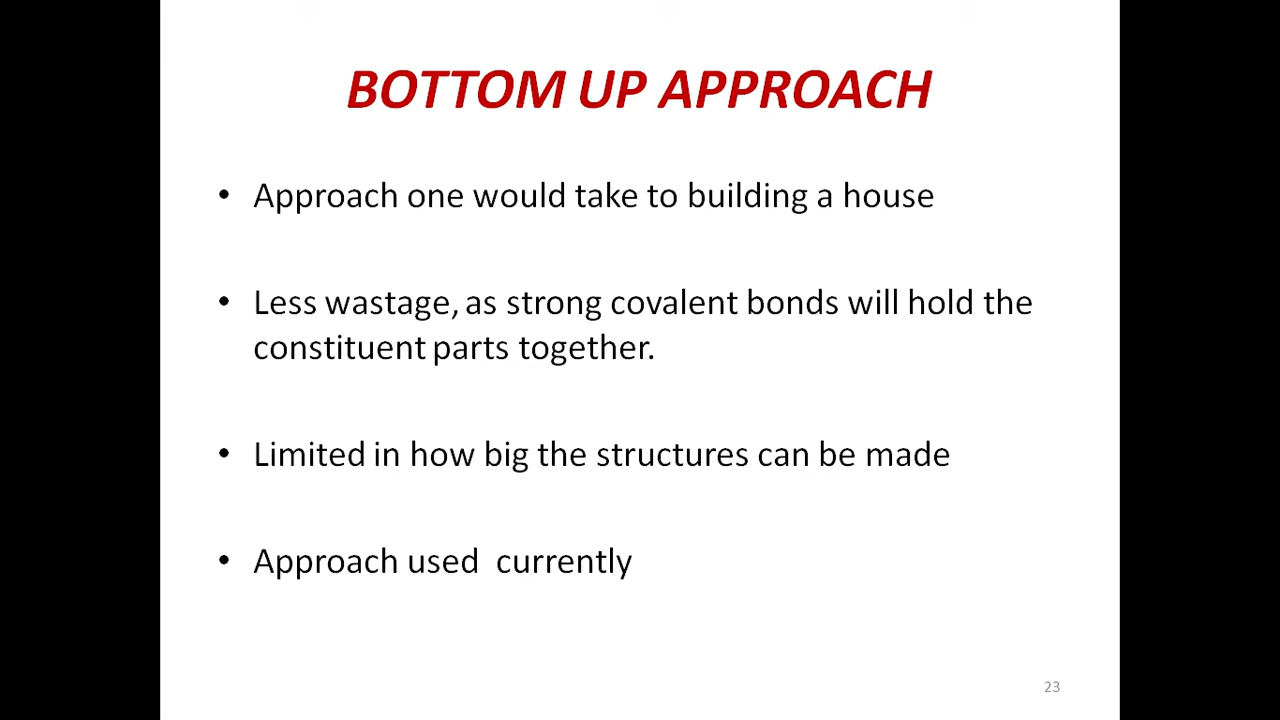 BOTTOM UP APPROACH
• Approach one would take to building a house
• Less wastage, as strong covalent bonds will hold the
constituent parts together.
• Limited in how big the structures can be made
• Approach used  currently
23